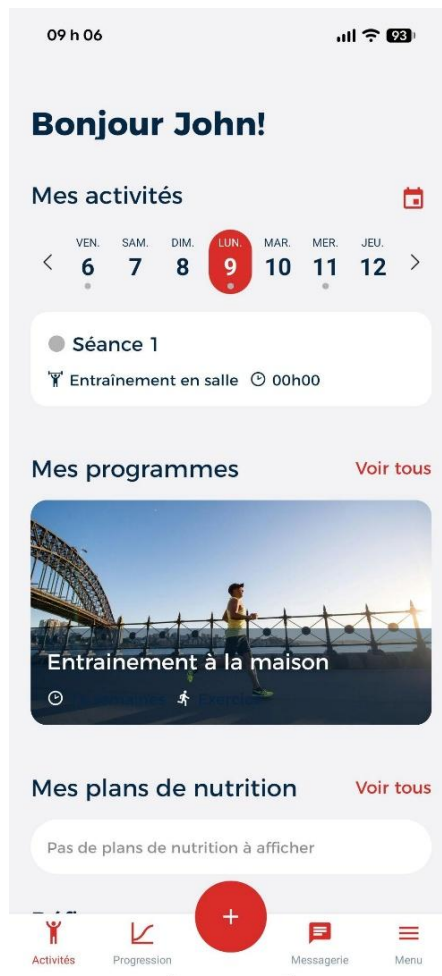 09 h 06
93
Bonjour John!
Mes activités
VEN. SAM. DIM. LUN. MAR. MER. JEU.
6 7 8 9 10 11 12
Séance 1
Entraînement en salle 00h00
Mes programmes Voir tous
Entrainement à la maison
Mes plans de nutrition Voir tous
Pas de plans de nutrition à afficher
+
Activités Progression Messagerie Menu